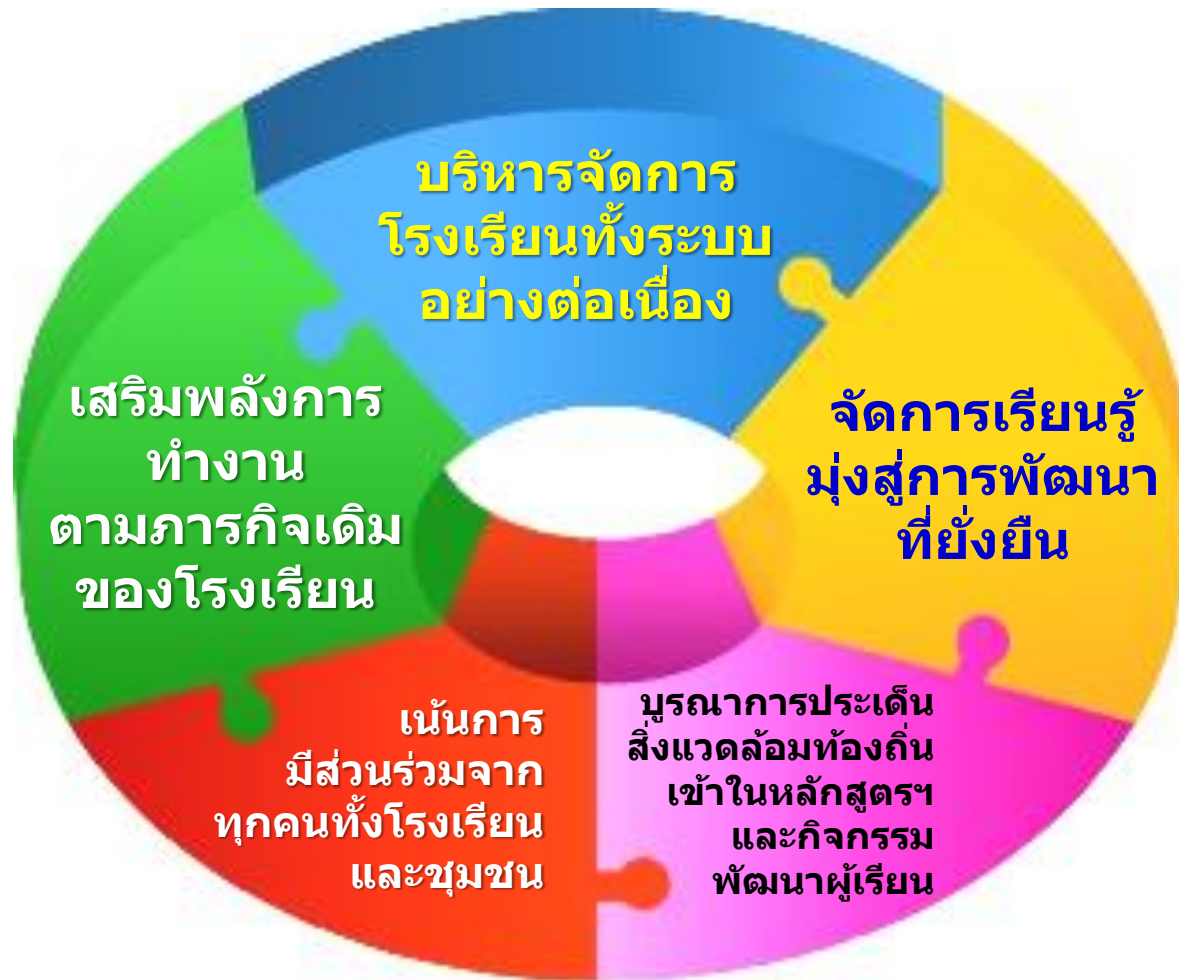 บริหารจัดการ
โรงเรียนทั้งระบบ
อย่างต่อเนื่อง
จัดการเรียนรู้
มุ่งสู่การพัฒนา
ที่ยั่งยืน
บูรณาการประเด็น
สิ่งแวดล้อมท้องถิ่น
เข้าในหลักสูตรฯ
และกิจกรรม
พัฒนาผู้เรียน
เน้นการ
มีส่วนร่วมจาก
ทุกคนทั้งโรงเรียน
และชุมชน
เสริมพลังการ
ทำงาน
ตามภารกิจเดิม
ของโรงเรียน